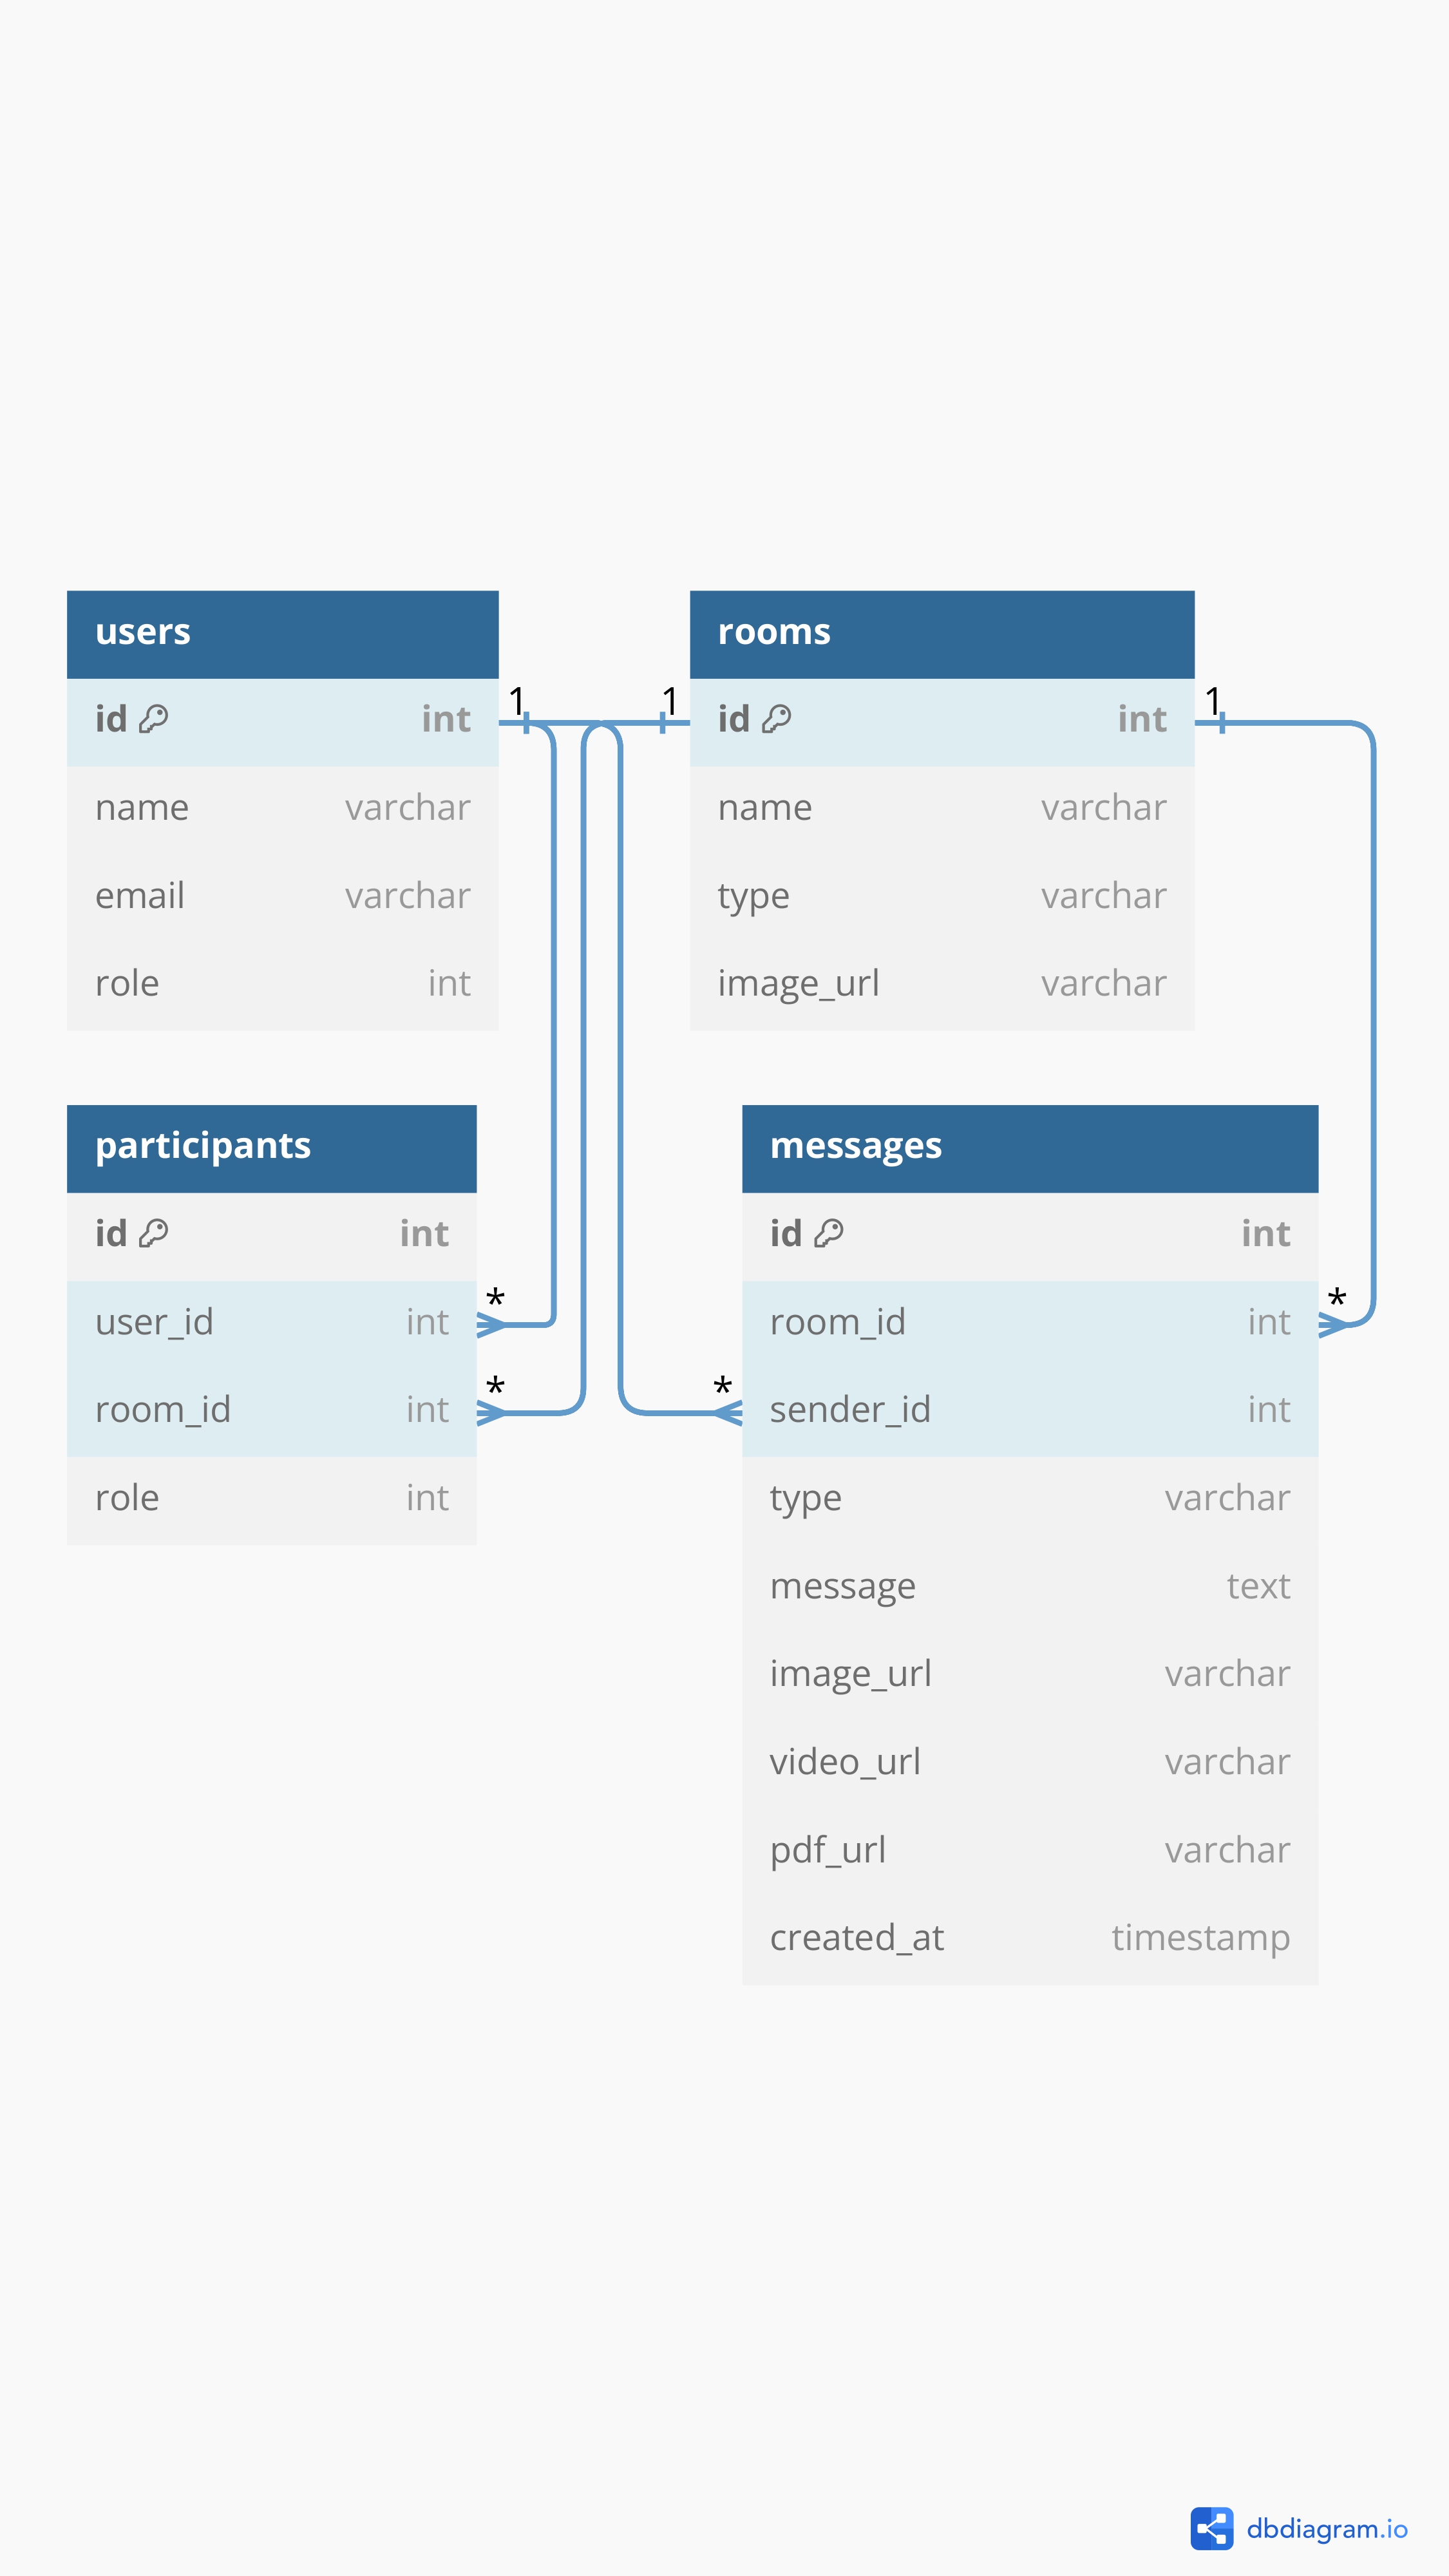 users
id int
name varchar
email varchar
role int
1
1
rooms
id int
name varchar
type varchar
image_url varchar
1
participants
id int
user_id int
room_id int
role int
*
*
messages
id int
room_id int
sender_id int
type varchar
message text
image_url varchar
video_url varchar
pdf_url varchar
created_at timestamp
*
*
dbdiagram.io